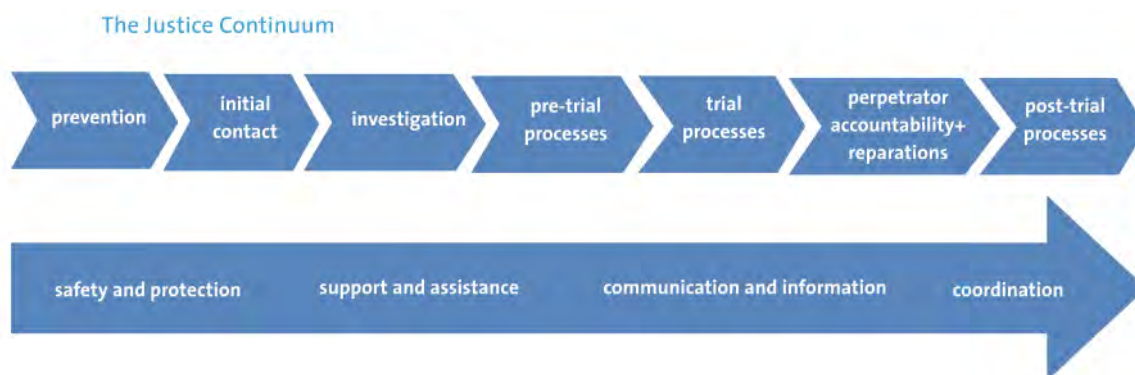 The Justice Continuum
prevention
initial
contact
investigation
pre-trial
processes
trial
processes
perpetrator
accountability+
reparations
post-trial
processes
safety and protection
support and assistance
communication and information
coordination